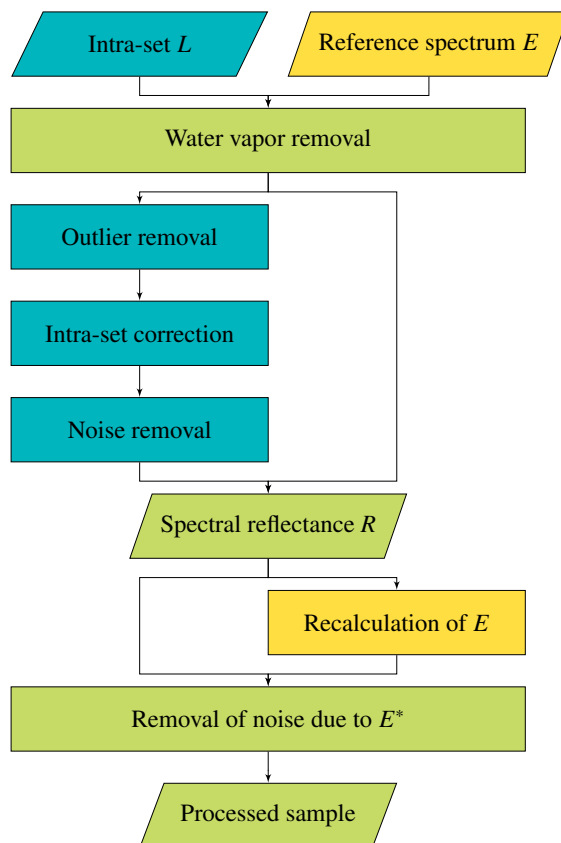 Intra-set L
Reference spectrum E
Water vapor removal
Outlier removal
Intra-set correction
Noise removal
Spectral reflectance R
Recalculation of E
Removal of noise due to E*
Processed sample